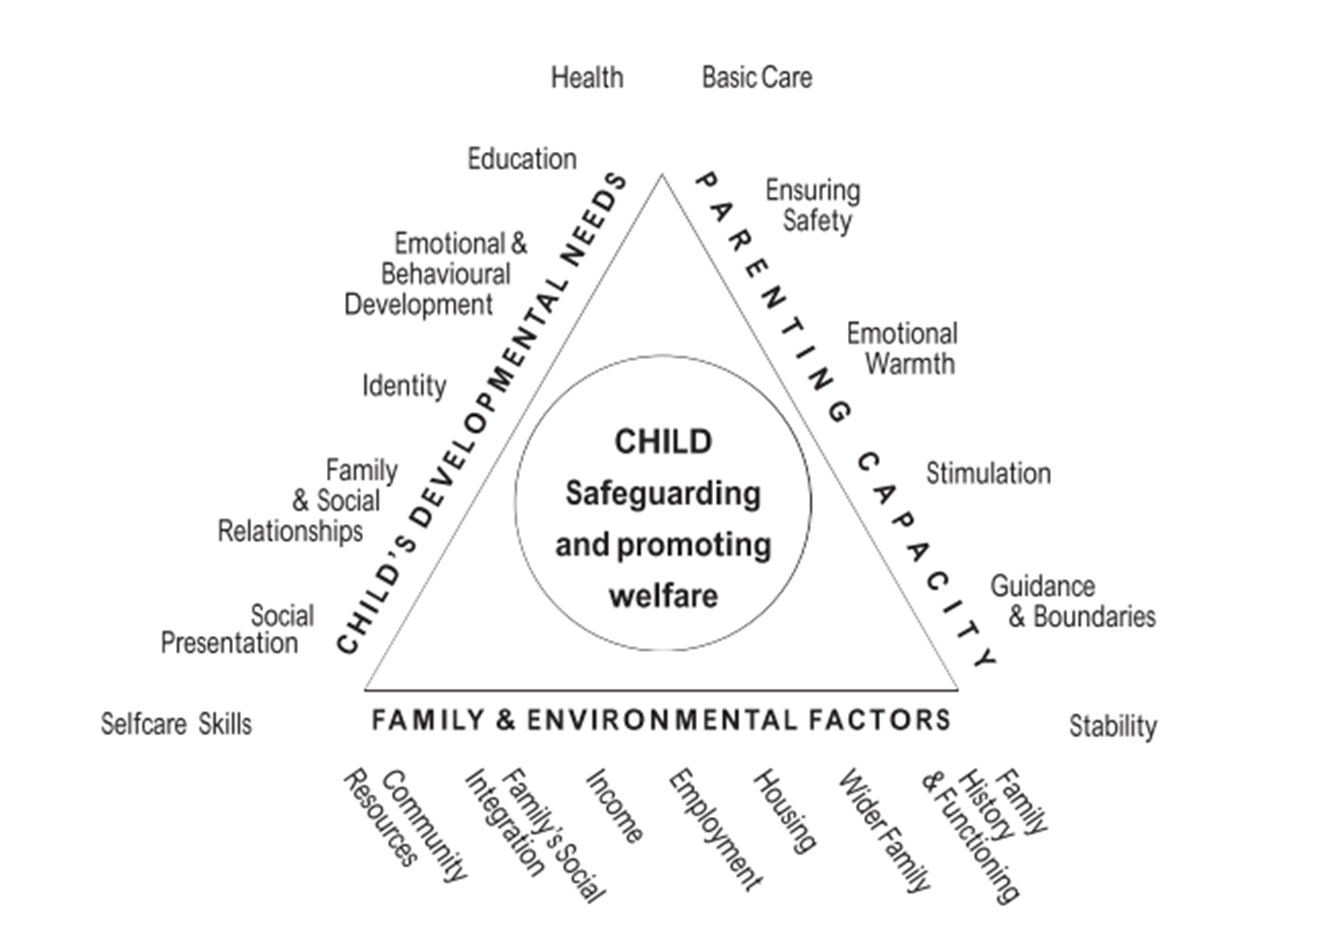 Health
Basic Care
Education
CHILD'S DEVELOPMENTAL NEEDS
PARENTING CAPACITY
Ensuring
Safety
Emotional &
Behavioural
Development
Emotional
Warmth
Identity
CHILD
Safeguarding
and promoting
welfare
Family
& Social
Relationships
Stimulation
Guidance
& Boundaries
Social
Presentation
Selfcare Skills
FAMILY & ENVIRONMENTAL FACTORS
Stability
Community
Resources
Family's Social
Integration
Income
Employment
Housing
Wider Family
Family
History
& Functioning